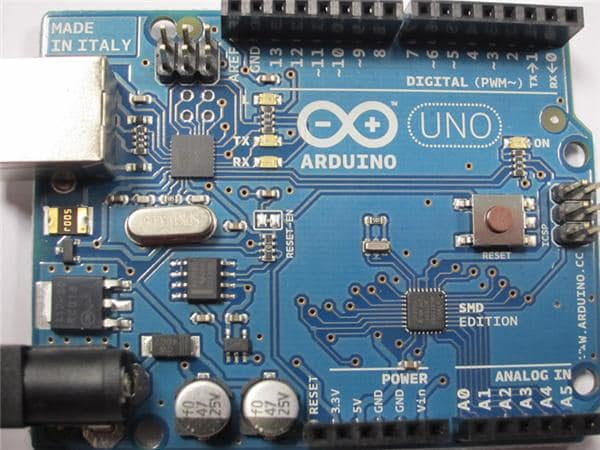 MADE
IN ITALY
AREF
GND
13
12
~11
~10
~9
8
7
~6
~5
4
~3
2
TX→1
RX←0
DIGITAL (PWM~)
L
TX
RX
ARDUINO
™
UNO
ON
RESET-EN
RESET
ICSP
SMD
EDITION
WWW.ARDUINO.CC
POWER
ANALOG IN
RESET
3.3V
5V
GND
GND
Vin
A0
A1
A2
A3
A4
A5
47
25V
47
25V